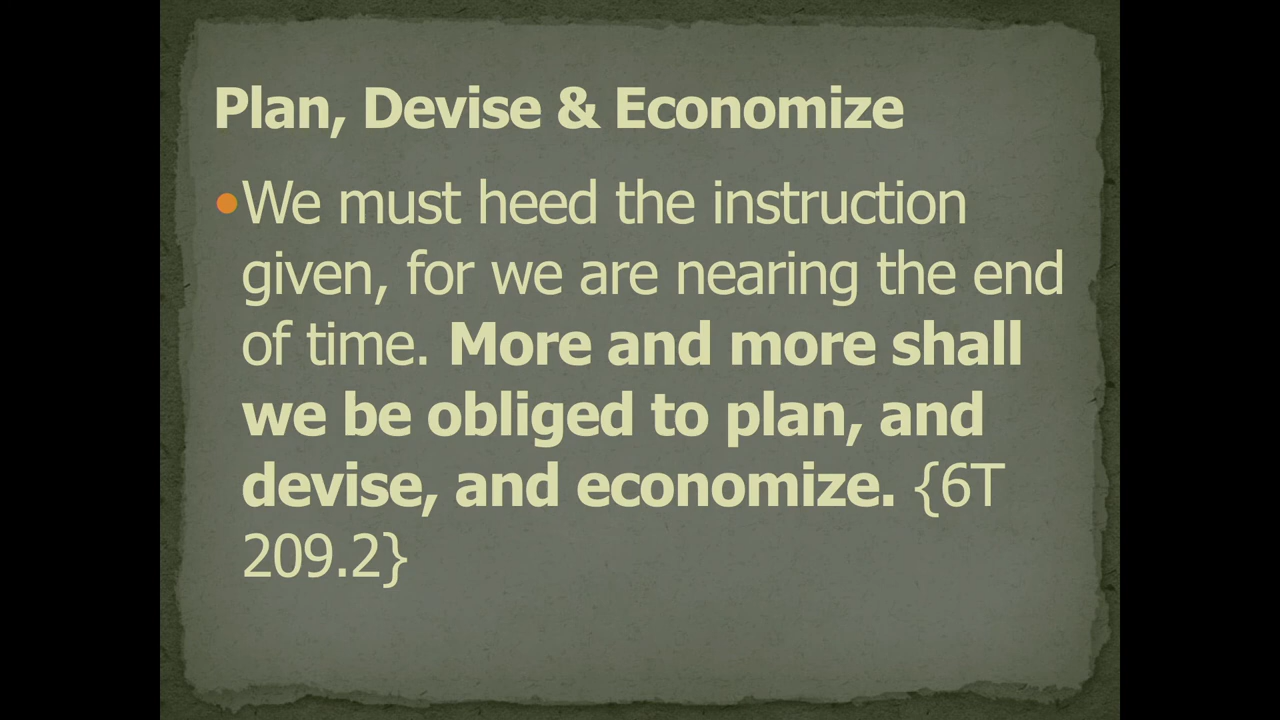 Plan, Devise & Economize
•We must heed the instruction
given, for we are nearing the end
of time. More and more shall
we be obliged to plan, and
devise, and economize. {6T
209.2}